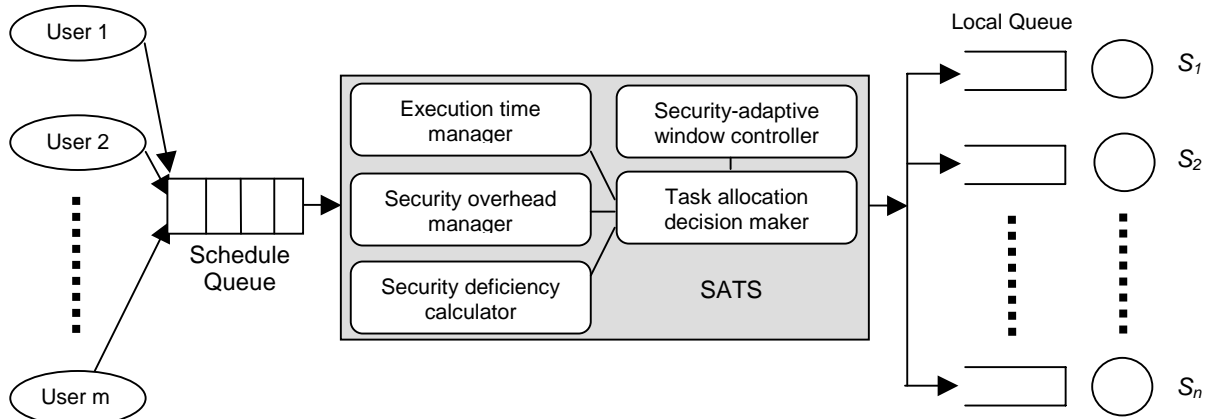 User 1
User 2
User m
Schedule
Queue
Execution time
manager
Security overhead
manager
Security deficiency
calculator
Security-adaptive
window controller
Task allocation
decision maker
SATS
Local Queue
S1
S2
Sn